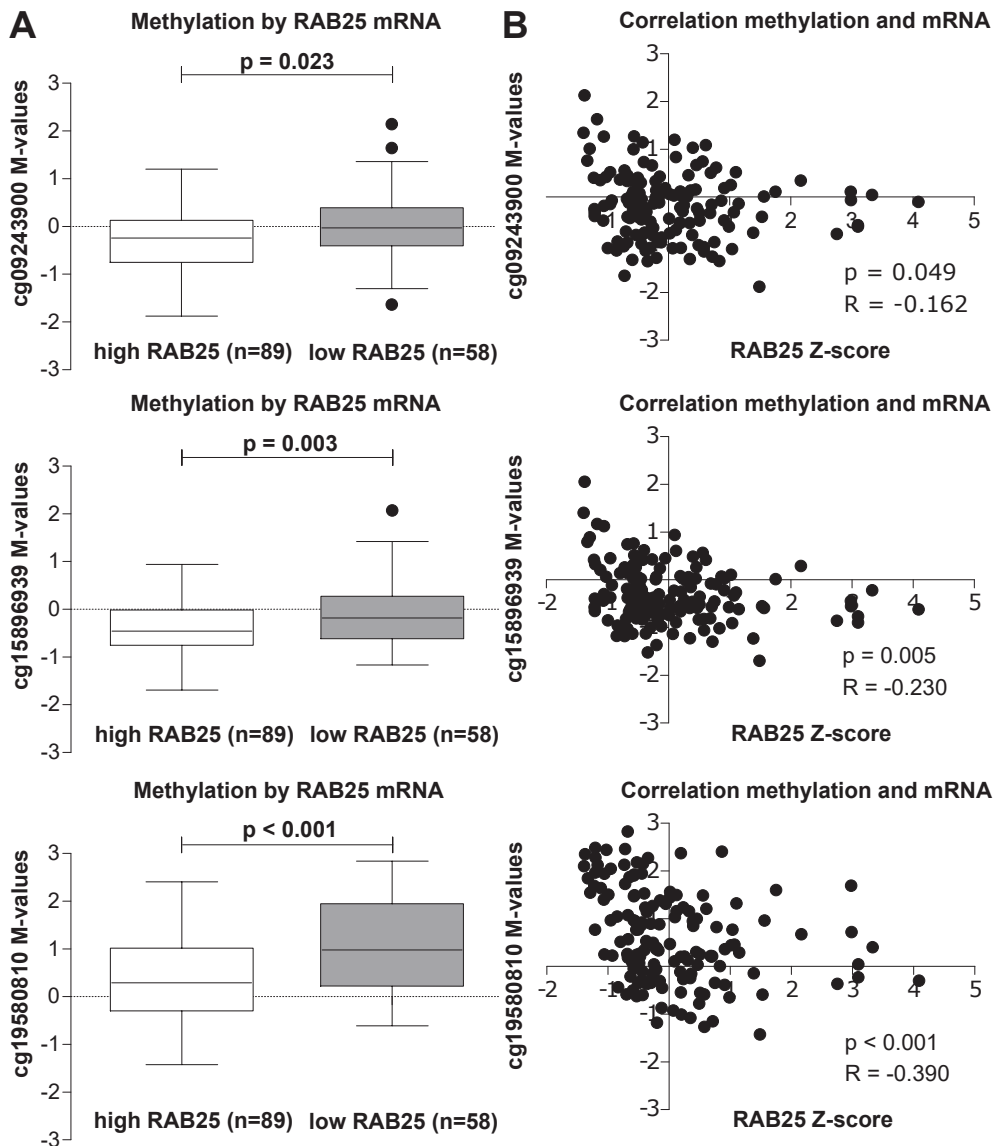 A
Methylation by RAB25 mRNA
p = 0.023
cg09243900 M-values
3
2
1
0
-1
-2
-3
high RAB25 (n=89) low RAB25 (n=58)
B
Correlation methylation and mRNA
cg09243900 M-values
3
2
1
-1
2
3
4
5
-2
-3
p = 0.049
R = -0.162
RAB25 Z-score
Methylation by RAB25 mRNA
p = 0.003
cg15896939 M-values
3
2
1
0
-1
-2
-3
high RAB25 (n=89) low RAB25 (n=58)
Correlation methylation and mRNA
cg15896939 M-values
3
2
1
-2
-1
1
2
3
4
5
-1
-2
-3
p = 0.005
R = -0.230
RAB25 Z-score
Methylation by RAB25 mRNA
p < 0.001
cg19580810 M-values
3
2
1
0
-1
-2
-3
high RAB25 (n=89) low RAB25 (n=58)
Correlation methylation and mRNA
cg19580810 M-values
3
2
1
-2
-1
1
2
3
4
5
-1
-2
-3
p < 0.001
R = -0.390
RAB25 Z-score